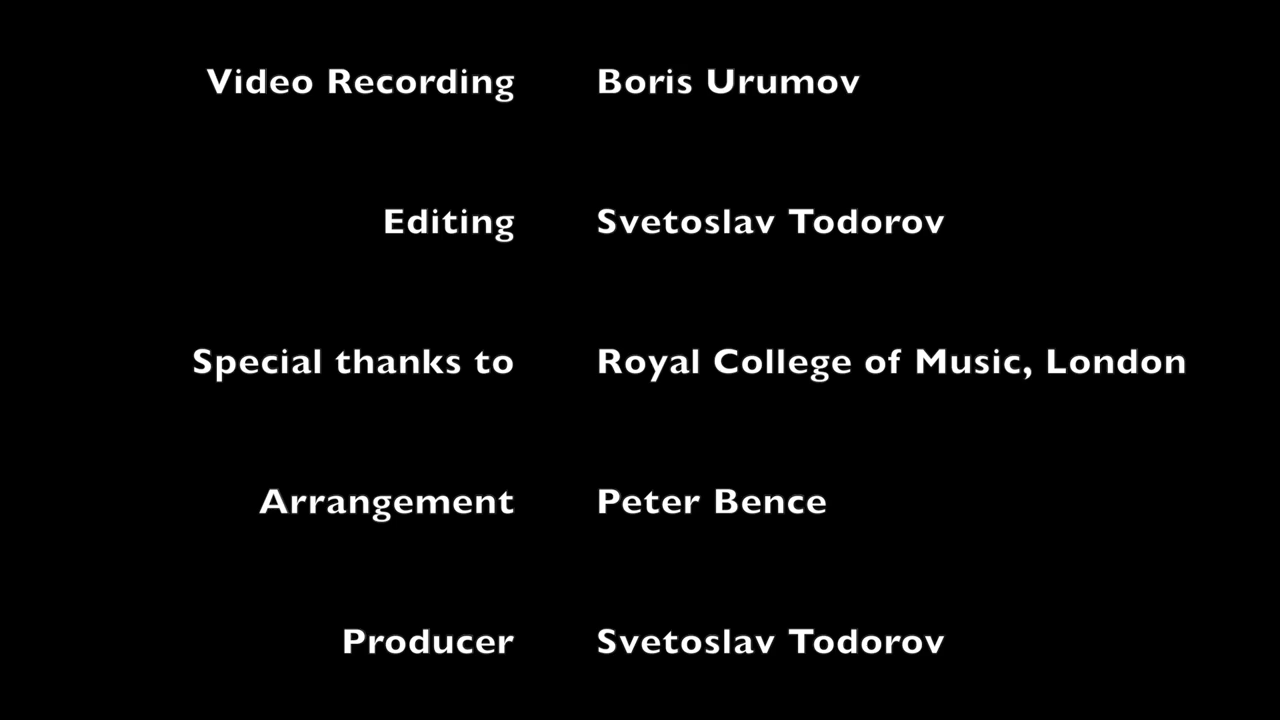 Video Recording Boris Urumov
Editing Svetoslav Todorov
Special thanks to Royal College of Music, London
Arrangement Peter Bence
Producer Svetoslav Todorov